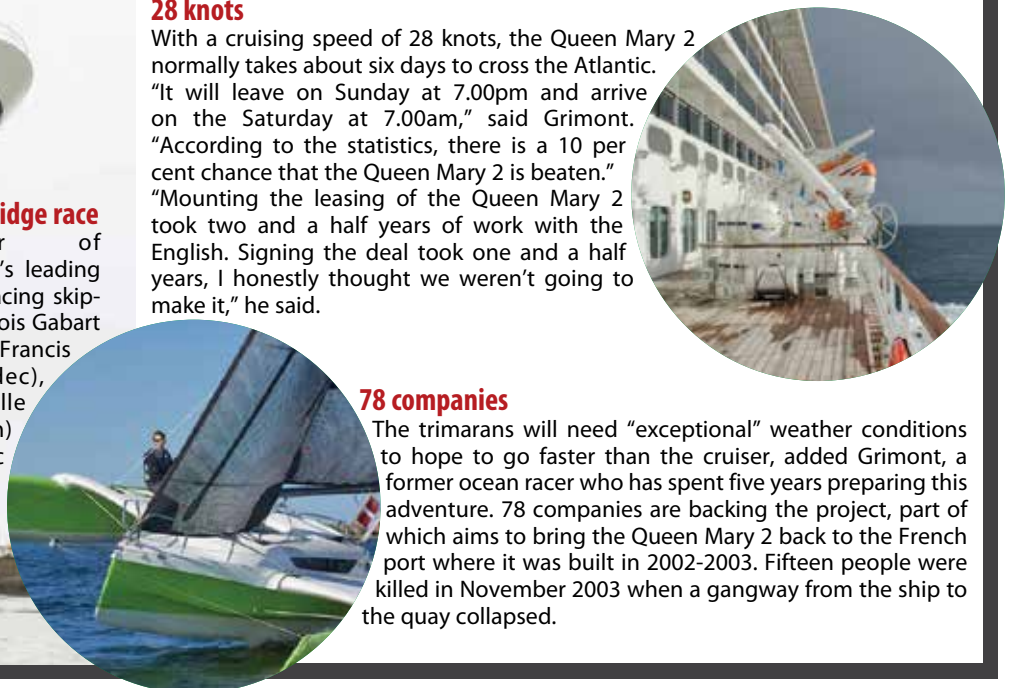 idge race
of
's leading
skip-
ois Gabart
Francis
28 knots
With a cruising speed of 28 knots, the Queen Mary 2
normally takes about six days to cross the Atlantic.
“It will leave on Sunday at 7.00pm and arrive
on the Saturday at 7.00am,” said Grimont.
“According to the statistics, there is a 10 per
cent chance that the Queen Mary 2 is beaten.”
“Mounting the leasing of the Queen Mary 2
took two and a half years of work with the
English. Signing the deal took one and a half
years, I honestly thought we weren’t going to
make it,” he said.
78 companies
The trimarans will need “exceptional” weather conditions
to hope to go faster than the cruiser, added Grimont, a
former ocean racer who has spent five years preparing this
adventure. 78 companies are backing the project, part of
which aims to bring the Queen Mary 2 back to the French
port where it was built in 2002-2003. Fifteen people were
killed in November 2003 when a gangway from the ship to
the quay collapsed.